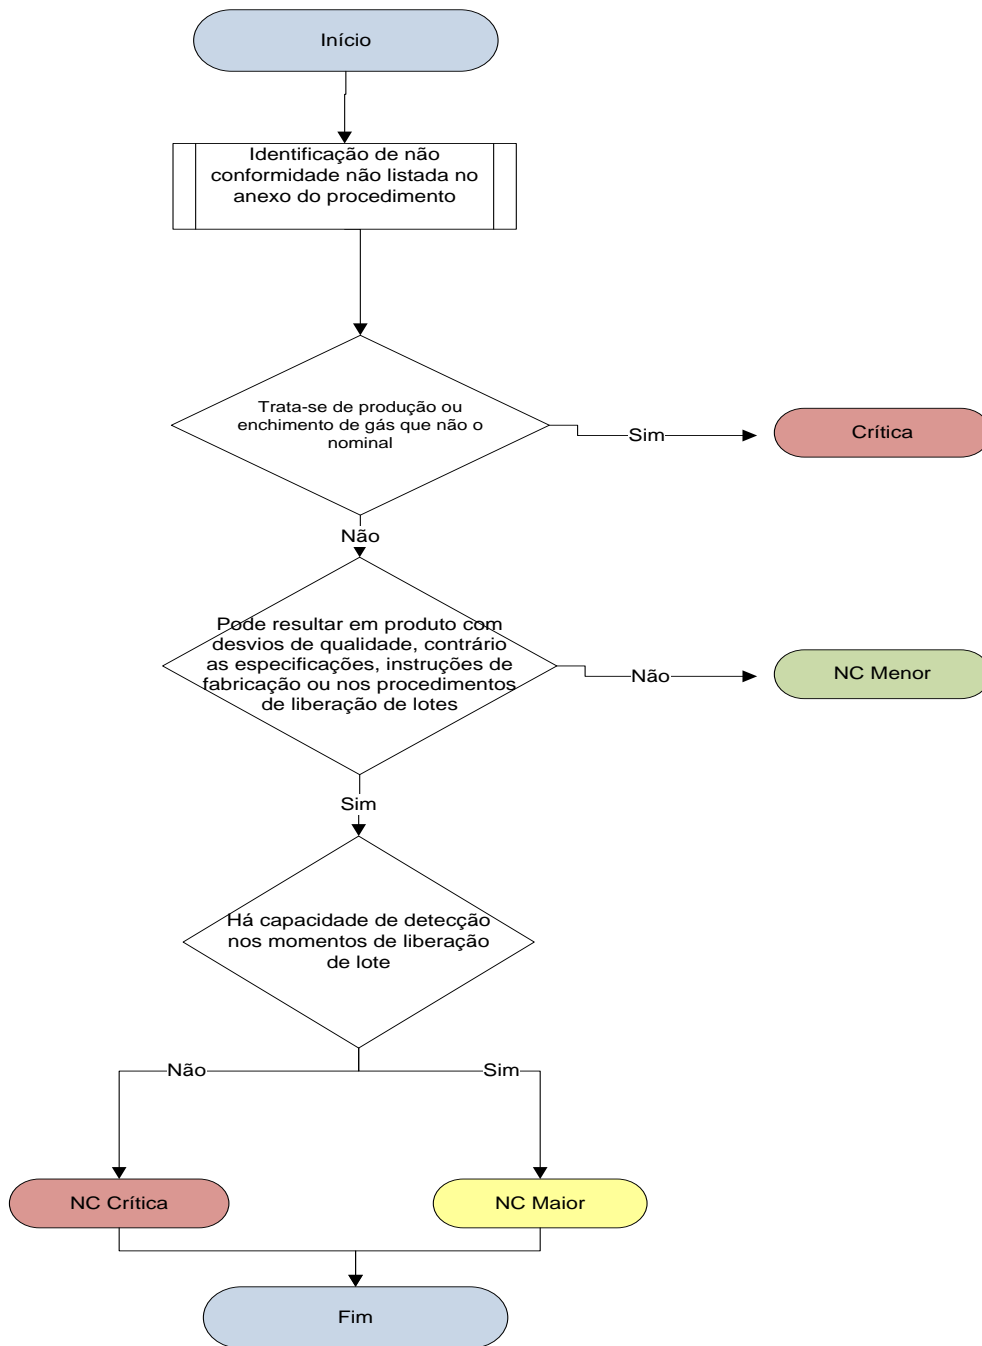 Início
Identificação de não
conformidade não listada no
anexo do procedimento
Trata-se de produção ou
enchimento de gás que não o
nominal
Sim
Crítica
Não
Pode resultar em produto com
desvios de qualidade, contrário
as especificações, instruções de
fabricação ou nos procedimentos
de liberação de lotes
Não
NC Menor
Sim
Há capacidade de detecção
nos momentos de liberação
de lote
Não
Sim
NC Crítica
NC Maior
Fim